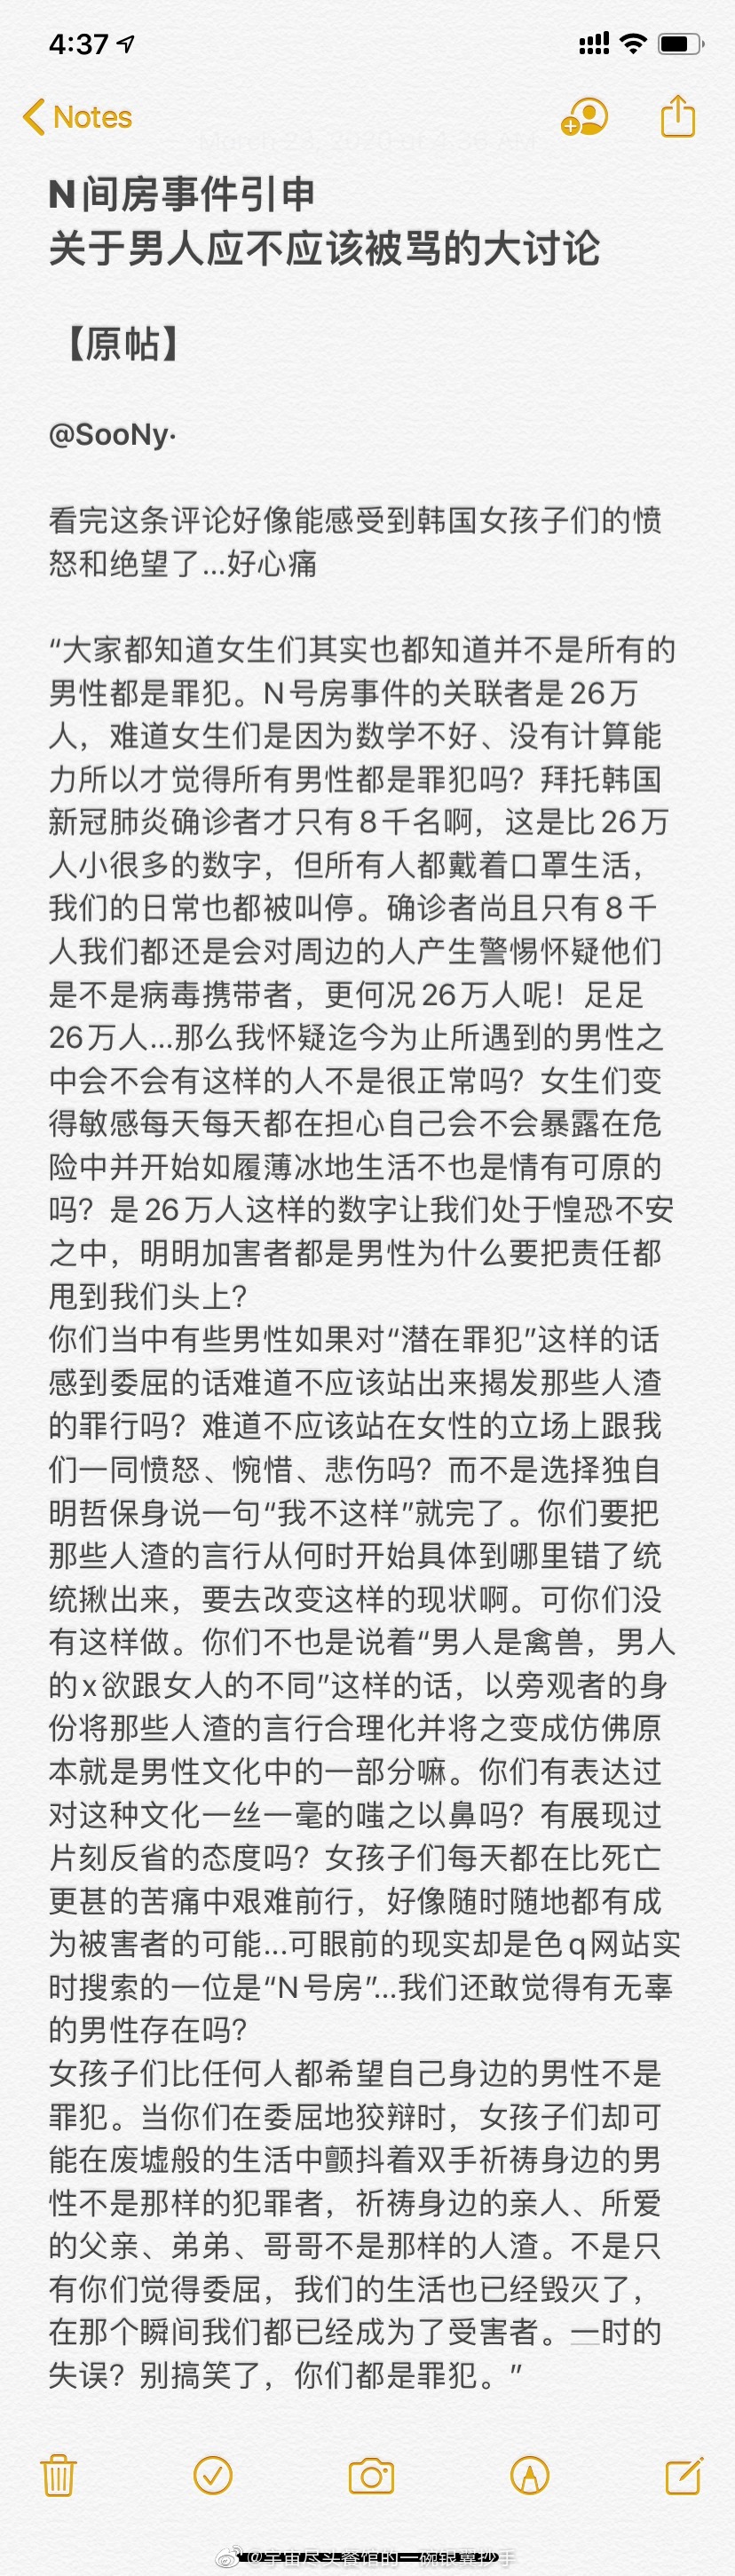 4:37
Notes
N间房事件引申
关于男人应不应该被骂的大讨论
【原帖】
@SooNy·
看完这条评论好像能感受到韩国女孩子们的愤
怒和绝望了...好心痛
“大家都知道女生们其实也都知道并不是所有的
男性都是罪犯。N号房事件的关联者是26万
人，难道女生们是因为数学不好、没有计算能
力所以才觉得所有男性都是罪犯吗？拜托韩国
新冠肺炎确诊者才只有8千名啊，这是比26万
人小很多的数字，但所有人都戴着口罩生活，
我们的日常也都被叫停。确诊者尚且只有8千
人我们都还是会对周边的人产生警惕怀疑他们
是不是病毒携带者，更何况26万人呢！足足
26万人...那么我怀疑迄今为止所遇到的男性之
中会不会有这样的人不是很正常吗？女生们变
得敏感每天每天都在担心自己会不会暴露在危
险中并开始如履薄冰地生活不也是情有可原的
吗？是26万人这样的数字让我们处于惶恐不安
之中，明明加害者都是男性为什么要把责任都
甩到我们头上？
你们当中有些男性如果对“潜在罪犯”这样的话
感到委屈的话难道不应该站出来揭发那些人渣
的罪行吗？难道不应该站在女性的立场上跟我
们一同愤怒、惋惜、悲伤吗？而不是选择独自
明哲保身说一句“我不这样”就完了。你们要把
那些人渣的言行从何时开始具体到哪里错了统
统揪出来，要去改变这样的现状啊。可你们没
有这样做。你们不也是说着“男人是禽兽，男人
的x欲跟女人的不同”这样的话，以旁观者的身
份将那些人渣的言行合理化并将之变成仿佛原
本就是男性文化中的一部分嘛。你们有表达过
对这种文化一丝一毫的嗤之以鼻吗？有展现过
片刻反省的态度吗？女孩子们每天都在比死亡
更甚的苦痛中艰难前行，好像随时随地都有成
为被害者的可能...可眼前的现实却是色q网站实
时搜索的一位是“N号房”...我们还敢觉得有无辜
的男性存在吗？
女孩子们比任何人都希望自己身边的男性不是
罪犯。当你们在委屈地狡辩时，女孩子们却可
能在废墟般的生活中颤抖着双手祈祷身边的男
性不是那样的犯罪者，祈祷身边的亲人、所爱
的父亲、弟弟、哥哥不是那样的人渣。不是只
有你们觉得委屈，我们的生活也已经毁灭了，
在那个瞬间我们都已经成为了受害者。一时的
失误？别搞笑了，你们都是罪犯。”
@宇宙尽头餐馆的一碗银翼抄手